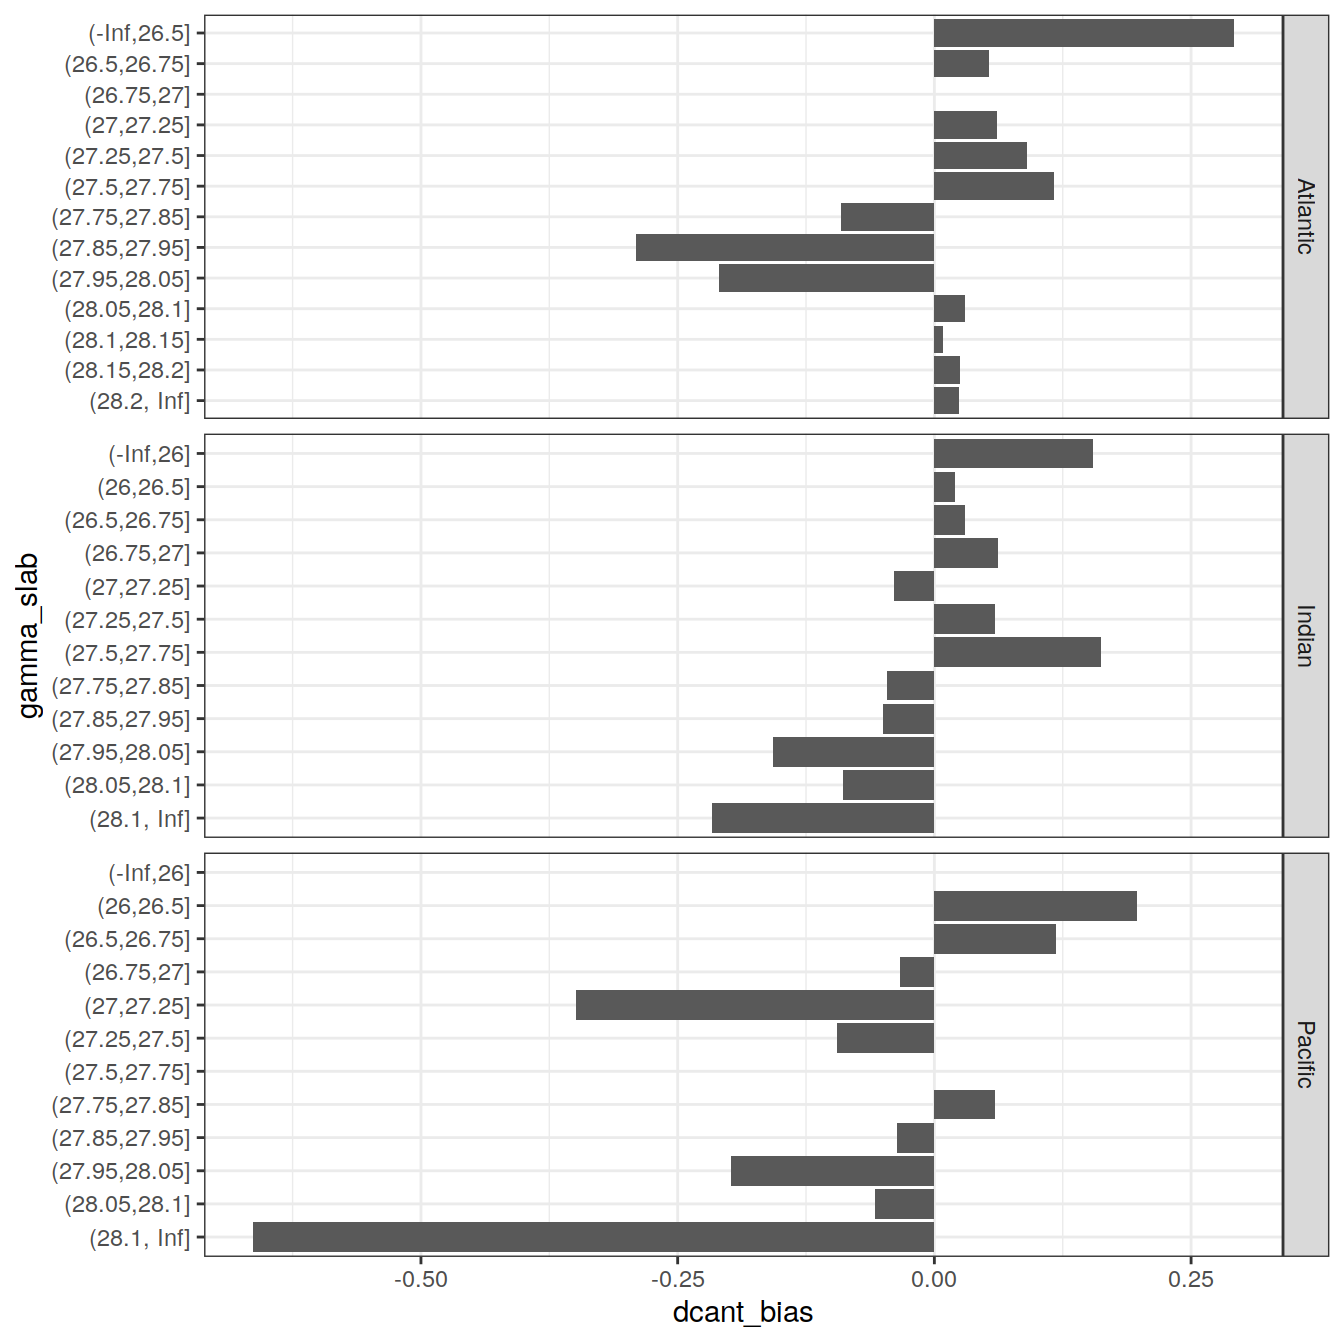 (-Inf,26.5]
(26.5,26.75]
(26.75,27]
(27,27.25]
(27.25,27.5]
(27.5,27.75]
(27.75,27.85]
(27.85,27.95]
(27.95,28.05]
(28.05,28.1]
(28.1,28.15]
(28.15,28.2]
(28.2, Inf]
Atlantic
(-Inf,26]
(26,26.5]
(26.5,26.75]
(26.75,27]
(27,27.25]
(27.25,27.5]
(27.5,27.75]
(27.75,27.85]
(27.85,27.95]
(27.95,28.05]
(28.05,28.1]
(28.1, Inf]
Indian
gamma_slab
(-Inf,26]
(26,26.5]
(26.5,26.75]
(26.75,27]
(27,27.25]
(27.25,27.5]
(27.5,27.75]
(27.75,27.85]
(27.85,27.95]
(27.95,28.05]
(28.05,28.1]
(28.1, Inf]
Pacific
-0.50 -0.25 0.00 0.25
dcant_bias